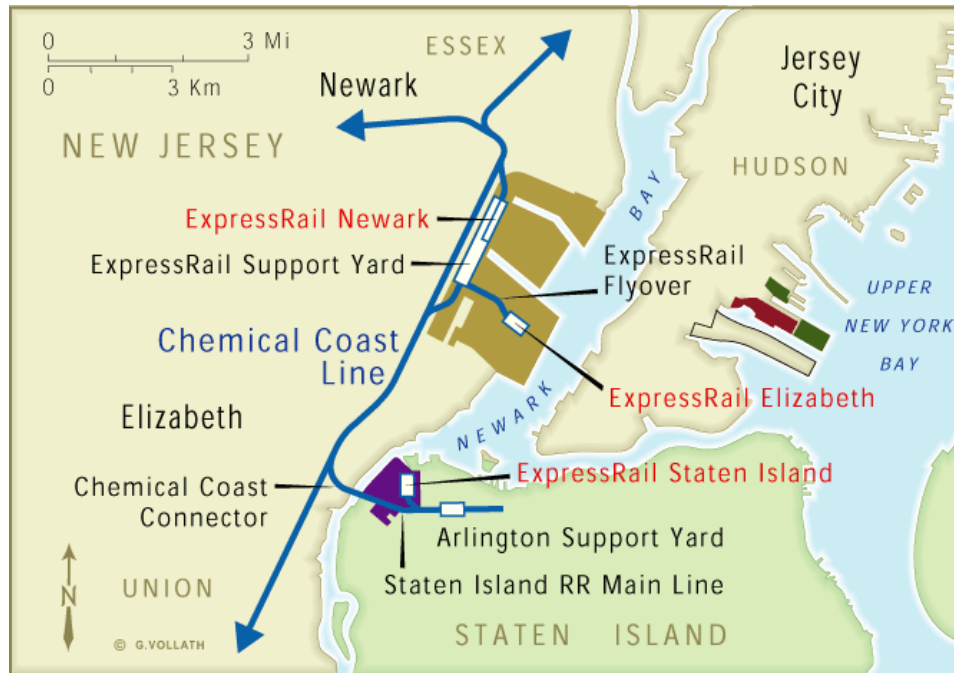 0 3 Mi
0 3 Km
ESSEX
Newark
Jersey
City
NEW JERSEY
HUDSON
BAY
ExpressRail Newark
ExpressRail Support Yard
ExpressRail
Flyover
UPPER
NEW YORK
BAY
Chemical Coast
Line
ExpressRail Elizabeth
Elizabeth
NEWARK
ExpressRail Staten Island
Chemical Coast
Connector
Arlington Support Yard
Staten Island RR Main Line
N
UNION
STATEN ISLAND
© G.VOLLATH